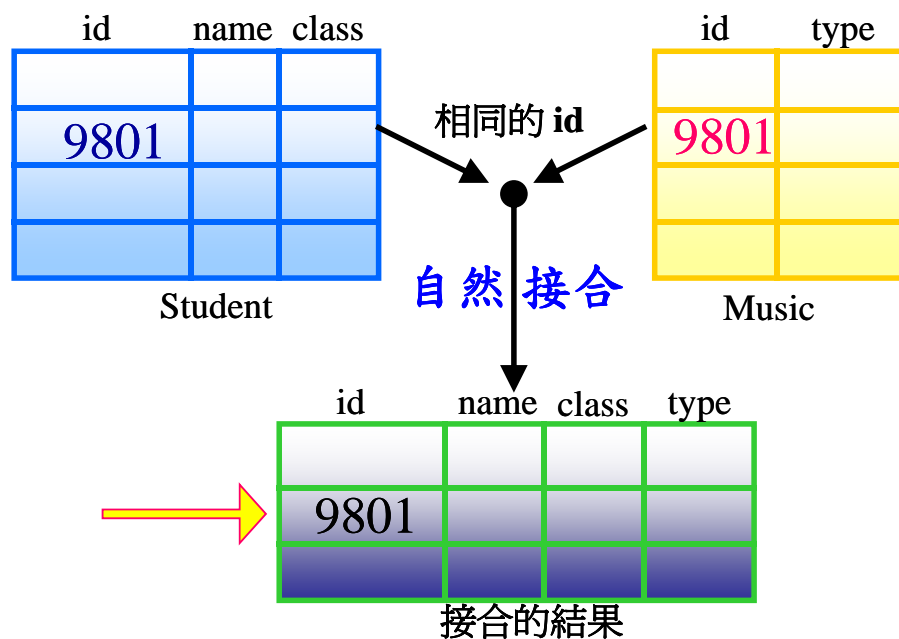 id name class
id type
9801
相同的 id
9801
自然 接合
Student
Music
id name class type
9801
接合的結果